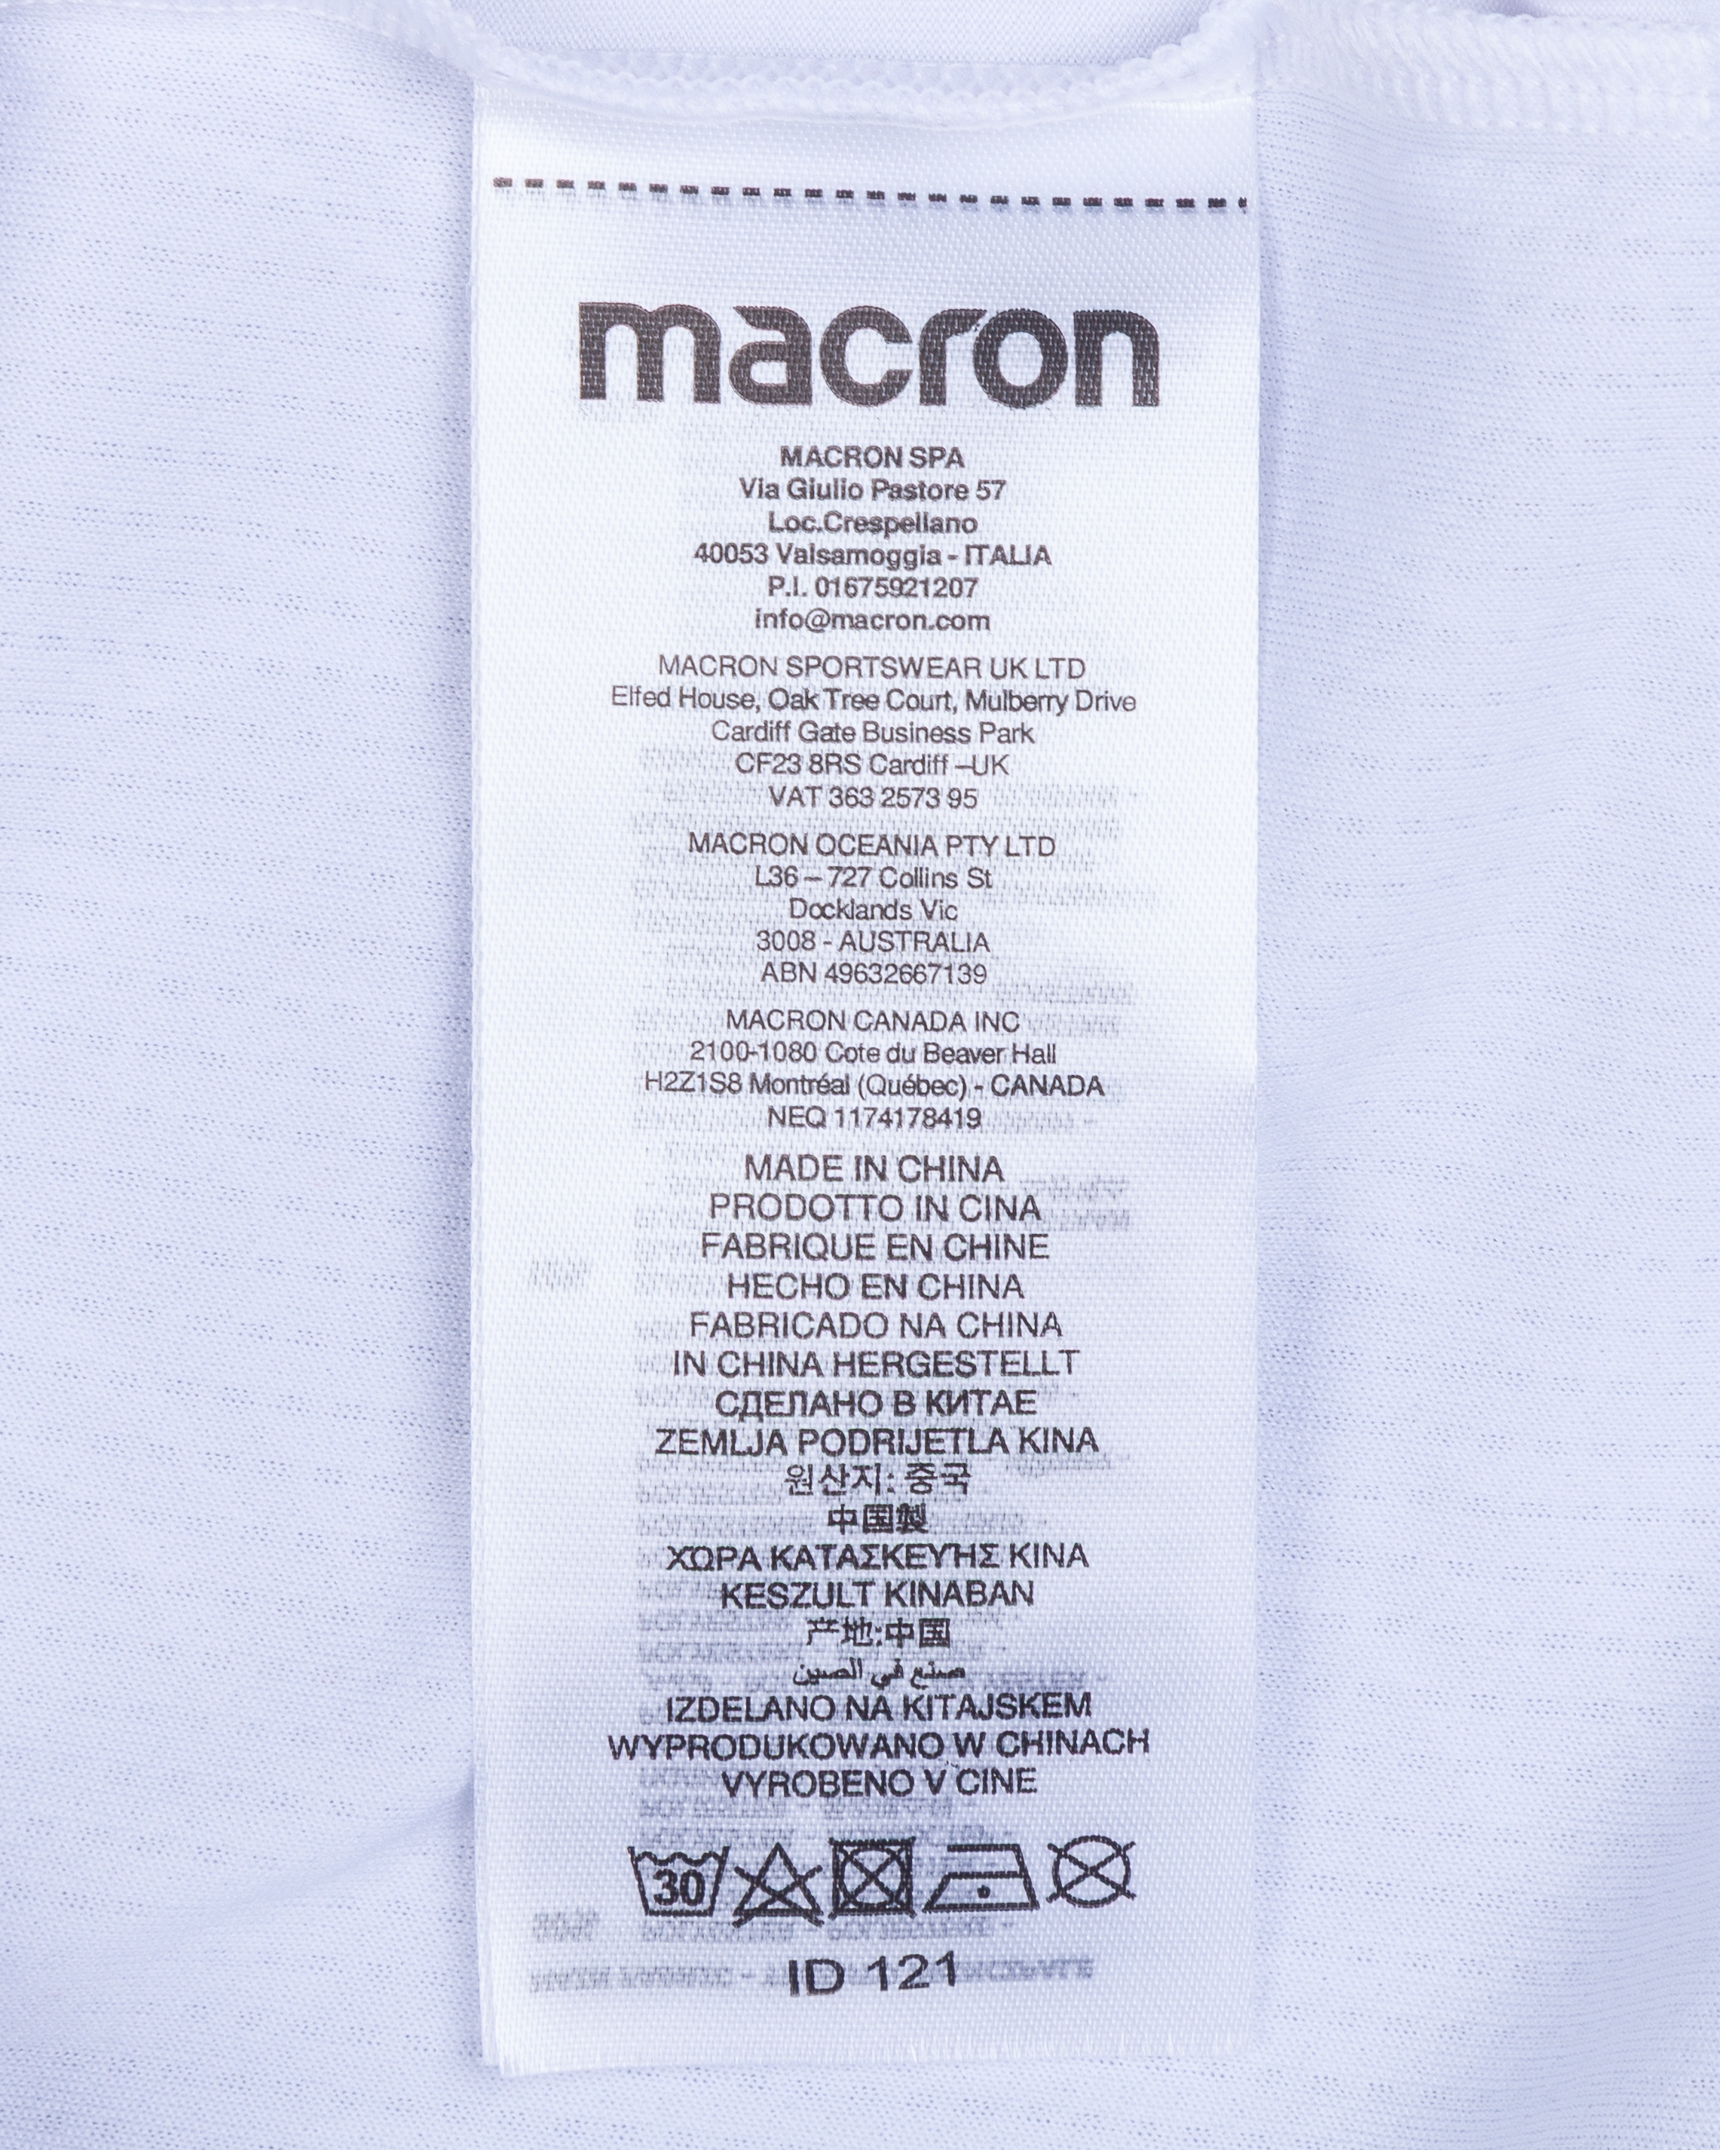 macron
MACRON SPA
Via Giulio Pastore 57
Loc.Crespellano
40053 Valsamoggia - ITALIA
P.I. 01675921207
info@macron.com
MACRON SPORTSWEAR UK LTD
Elfed House, Oak Tree Court, Mulberry Drive
Cardiff Gate Business Park
CF23 8RS Cardiff –UK
VAT 363 2573 95
MACRON OCEANIA PTY LTD
L36 – 727 Collins St
Docklands Vic
3008 - AUSTRALIA
ABN 49632667139
MACRON CANADA INC
2100-1080 Cote du Beaver Hall
H2Z1S8 Montréal (Québec) - CANADA
NEQ 1174178419
MADE IN CHINA
PRODOTTO IN CINA
FABRIQUE EN CHINE
HECHO EN CHINA
FABRICADO NA CHINA
IN CHINA HERGESTELLT
СДЕЛАНО В КИТАЕ
ZEMLJA PODRIJETLA KINA
원산지: 중국
中国製
ΧΩΡΑ ΚΑΤΑΣΚΕΥΉΣ ΚΙΝΑ
KESZULT KINABAN
产地:中国
صنع في الصين
IZDELANO NA KITAJSKEM
WYPRODUKOWANO W CHINACH
VYROBENO V CINE
30
ID 121